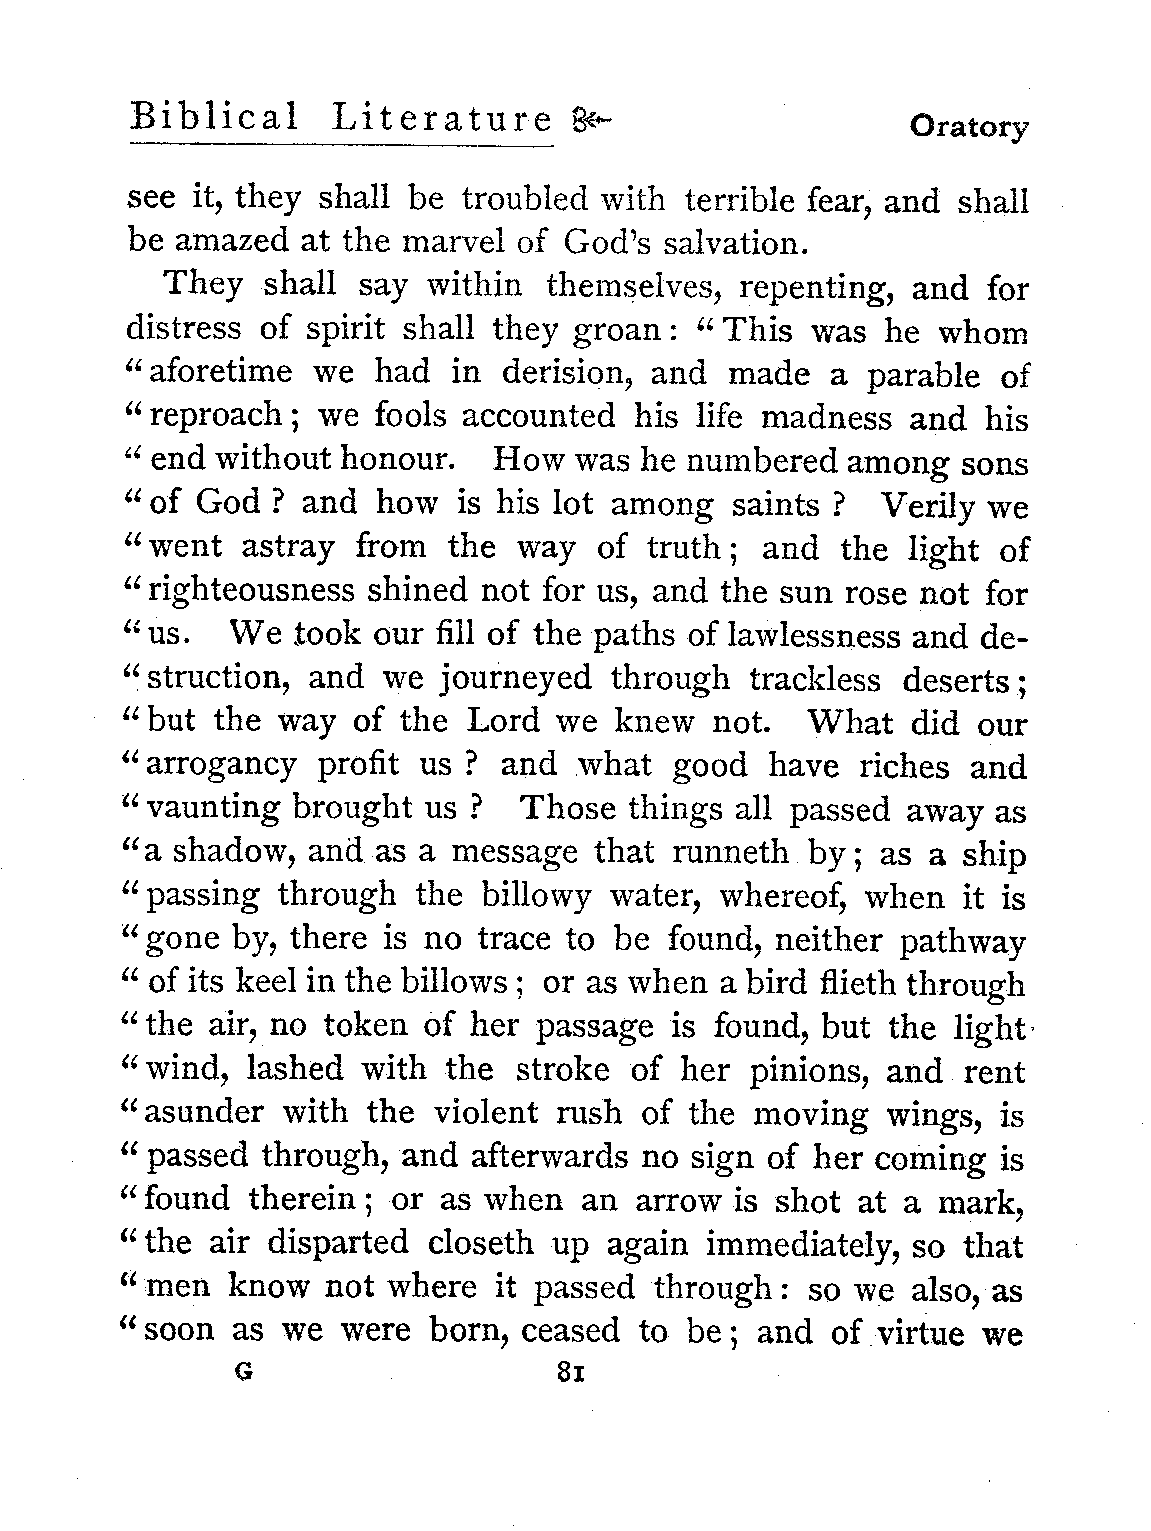 Biblical Literature Oratory
see it, they shall be troubled with terrible fear, and shall
be amazed at the marvel of God's salvation.
They shall say within themselves, repenting, and for
distress of spirit shall they groan: “This was he whom
“aforetime we had in derision, and made a parable of
“reproach; we fools accounted his life madness and his
“end without honour. How was he numbered among sons
“of God? and how is his lot among saints? Verily we
“went astray from the way of truth; and the light of
“righteousness shined not for us, and the sun rose not for
“us. We took our fill of the paths of lawlessness and de-
“struction, and we journeyed through trackless deserts;
“but the way of the Lord we knew not. What did our
“arrogancy profit us? and what good have riches and
“vaunting brought us? Those things all passed away as
“a shadow, and as a message that runneth by; as a ship
“passing through the billowy water, whereof, when it is
“gone by, there is no trace to be found, neither pathway
“of its keel in the billows; or as when a bird flieth through
“the air, no token of her passage is found, but the light
“wind, lashed with the stroke of her pinions, and rent
“asunder with the violent rush of the moving wings, is
“passed through, and afterwards no sign of her coming is
“found therein; or as when an arrow is shot at a mark,
“the air disparted closeth up again immediately, so that
“men know not where it passed through: so we also, as
“soon as we were born, ceased to be; and of virtue we
G 81